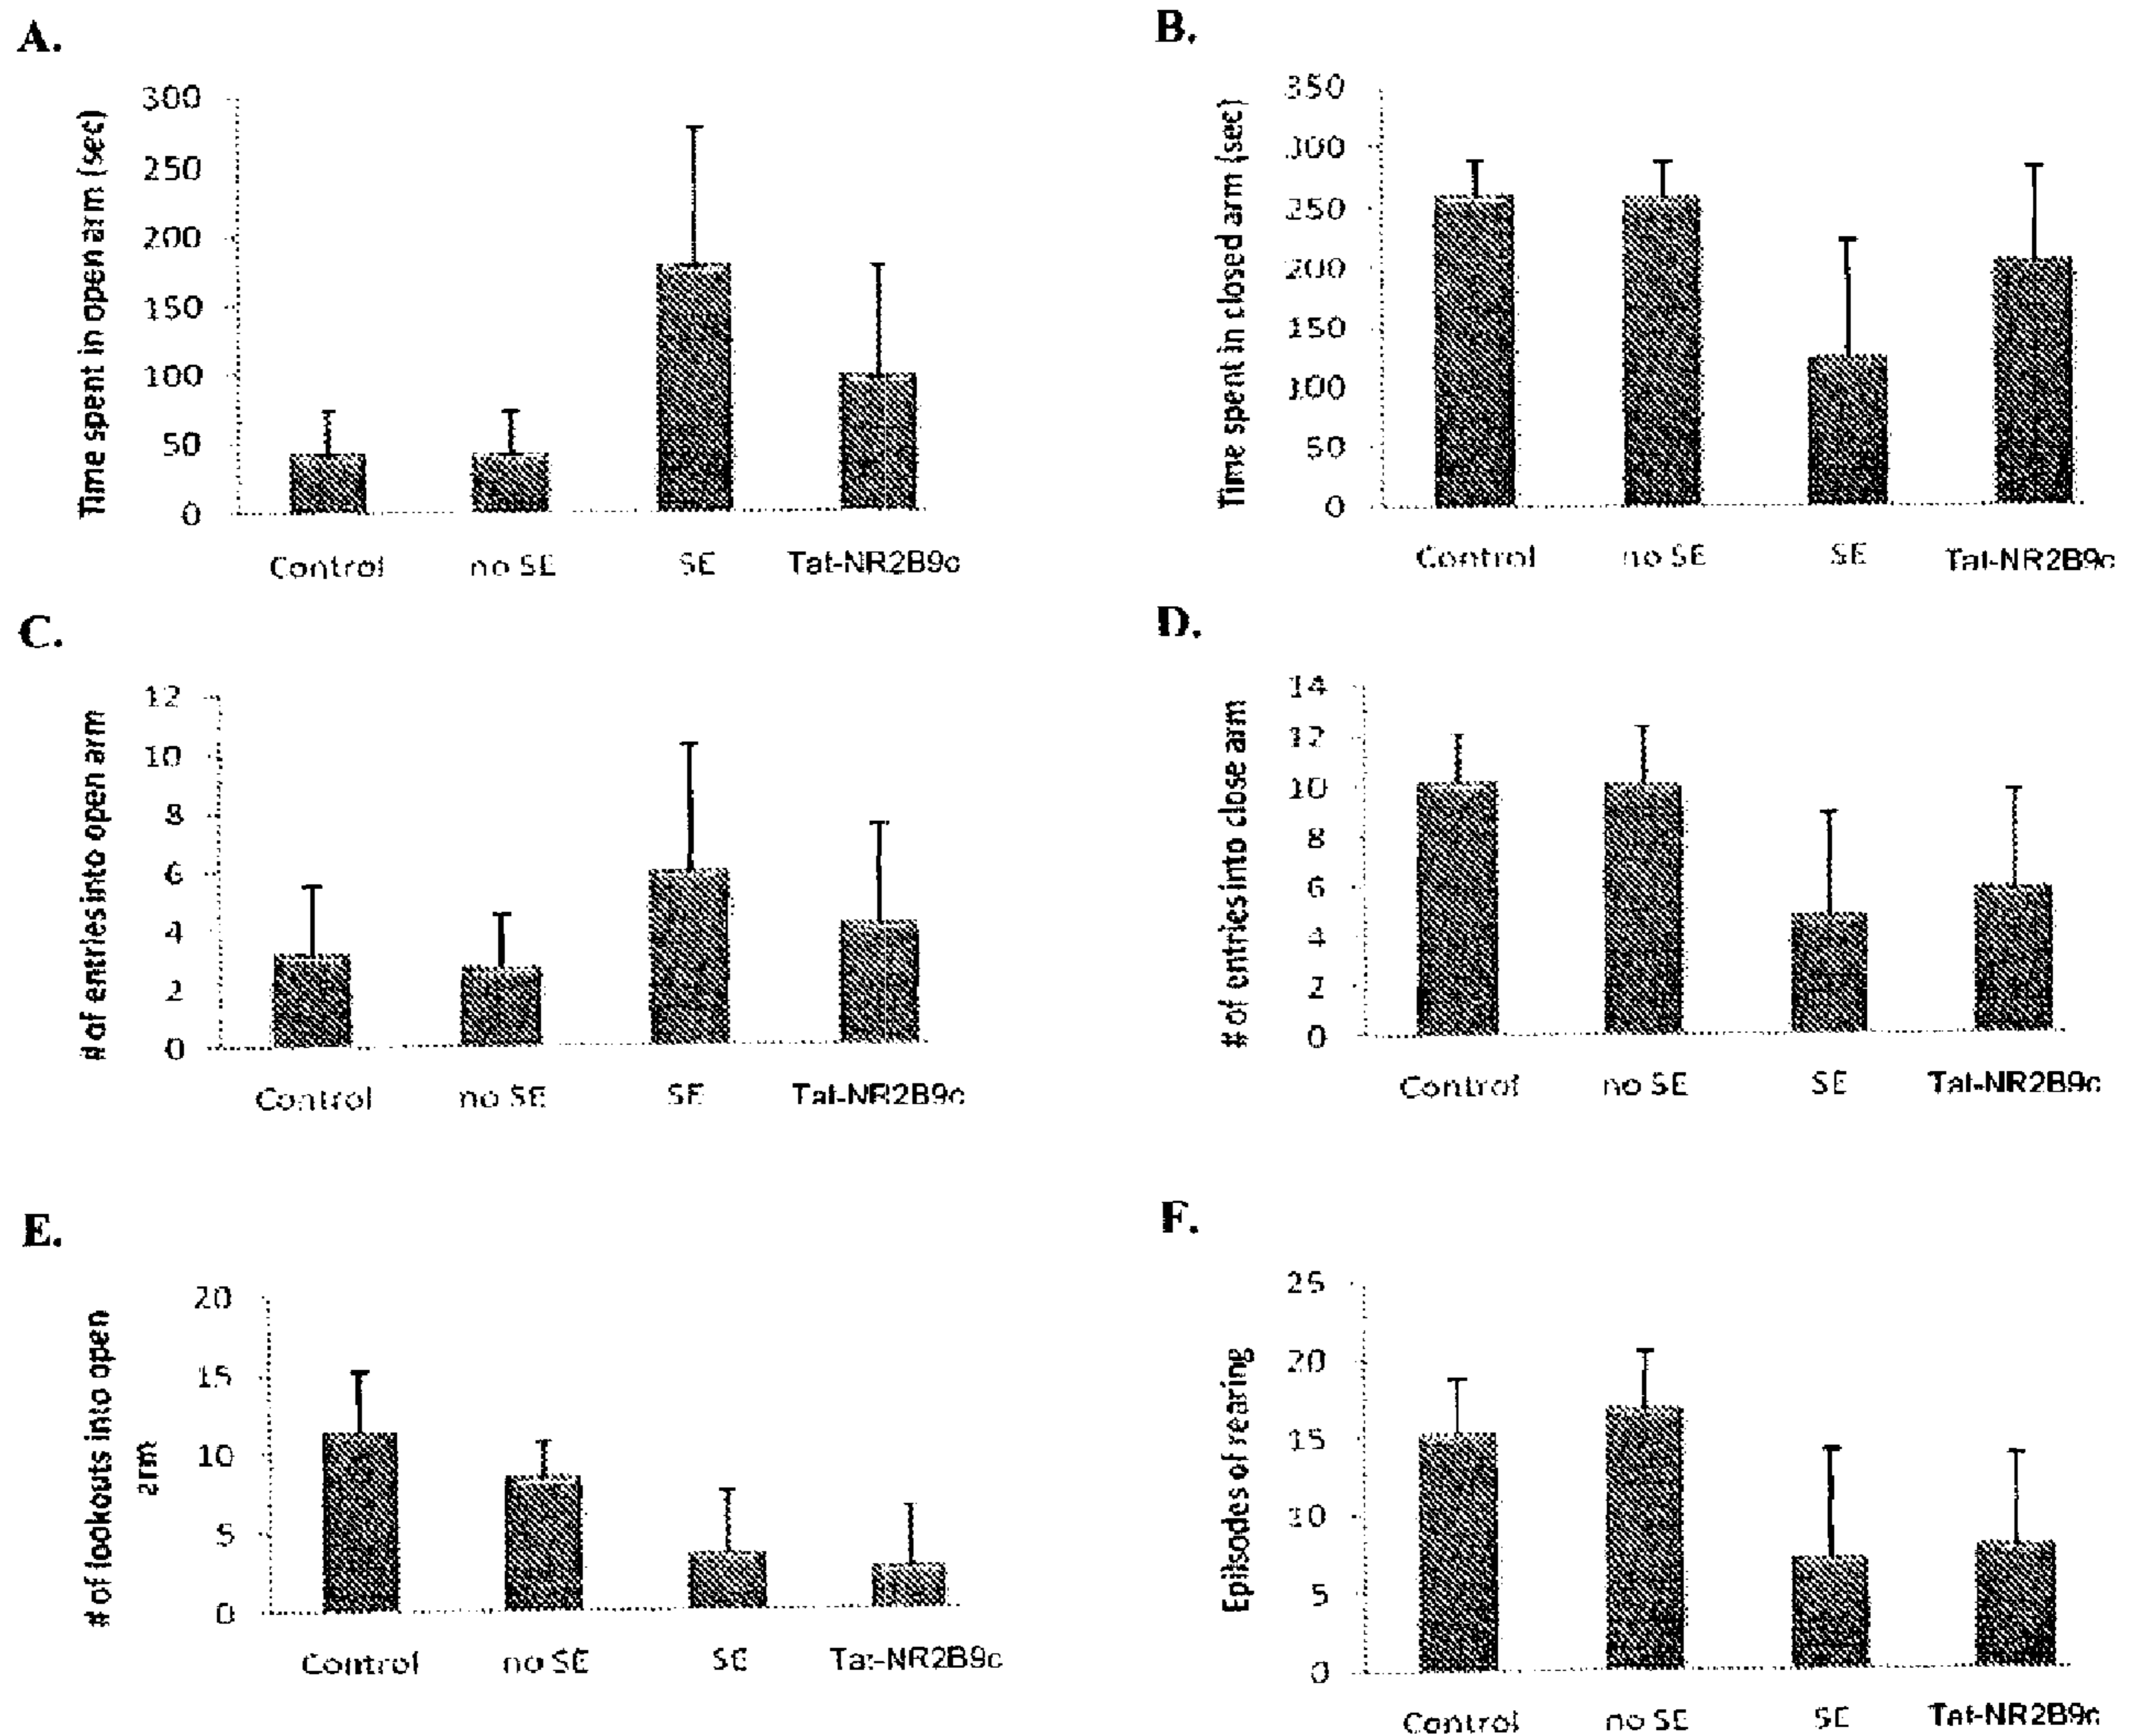 A.
Time spent in open arm (sec)
300
250
200
150
100
50
0
Control no SE SE Tat-NR2B9c
B.
Time spent in closed arm (sec)
350
300
250
200
150
100
50
0
Control no SE SE Tat-NR2B9c
C.
# of entries into open arm
12
10
8
6
4
2
0
Control no SE SE Tat-NR2B9c
D.
# of entries into close arm
14
12
10
8
6
4
2
0
Control no SE SE Tat-NR2B9c
E.
# of lookouts into open
arm
20
15
10
5
0
Control no SE SE Tat-NR2B9c
F.
Epilsodes of rearing
25
20
15
10
5
0
Control no SE SE Tat-NR2B9c